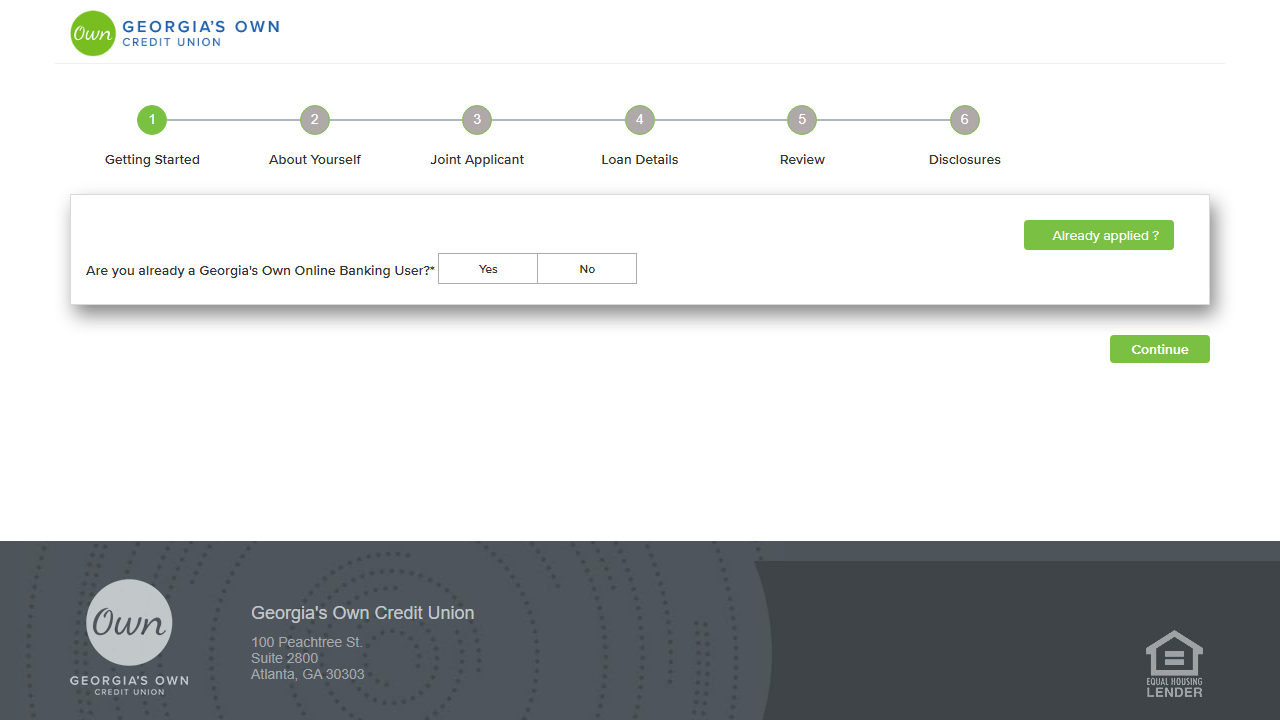 Own GEORGIA'S OWN
CREDIT UNION
1 2 3 4 5 6
Getting Started About Yourself Joint Applicant Loan Details Review Disclosures
Already applied ?
Are you already a Georgia's Own Online Banking User?* Yes No
Continue
Own
GEORGIA'S OWN
CREDIT UNION
Georgia's Own Credit Union
100 Peachtree St.
Suite 2800
Atlanta, GA 30303
EQUAL HOUSING
LENDER